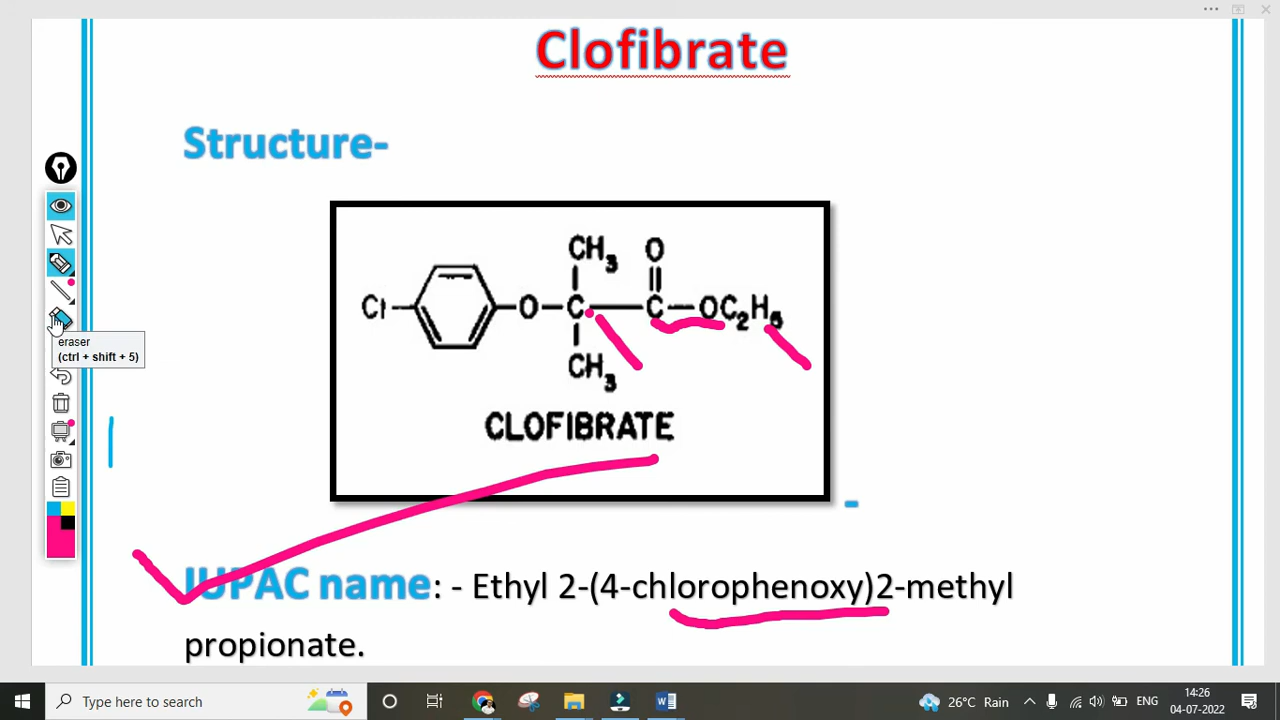 Clofibrate
Structure-
CH3 O
Cl O C C OC2H5
CH3
CLOFIBRATE
-
IUPAC name: - Ethyl 2-(4-chlorophenoxy)2-methyl
propionate.
eraser
(ctrl + shift + 5)
Type here to search
26°C Rain
ENG
14:26
04-07-2022